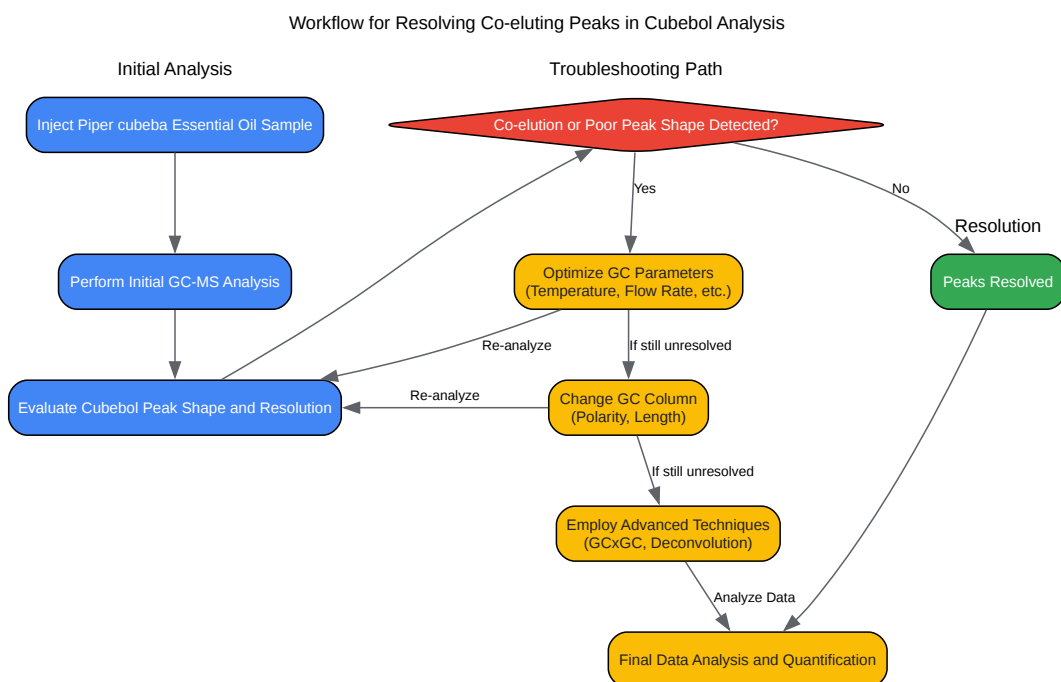 Workflow for Resolving Co-eluting Peaks in Cubebol Analysis
Initial Analysis
Troubleshooting Path
Inject Piper cubeba Essential Oil Sample
Co-elution or Poor Peak Shape Detected?
Yes
No
Resolution
Perform Initial GC-MS Analysis
Optimize GC Parameters
(Temperature, Flow Rate, etc.)
Peaks Resolved
Re-analyze
If still unresolved
Evaluate Cubebol Peak Shape and Resolution
Re-analyze
Change GC Column
(Polarity, Length)
If still unresolved
Employ Advanced Techniques
(GCxGC, Deconvolution)
Analyze Data
Final Data Analysis and Quantification